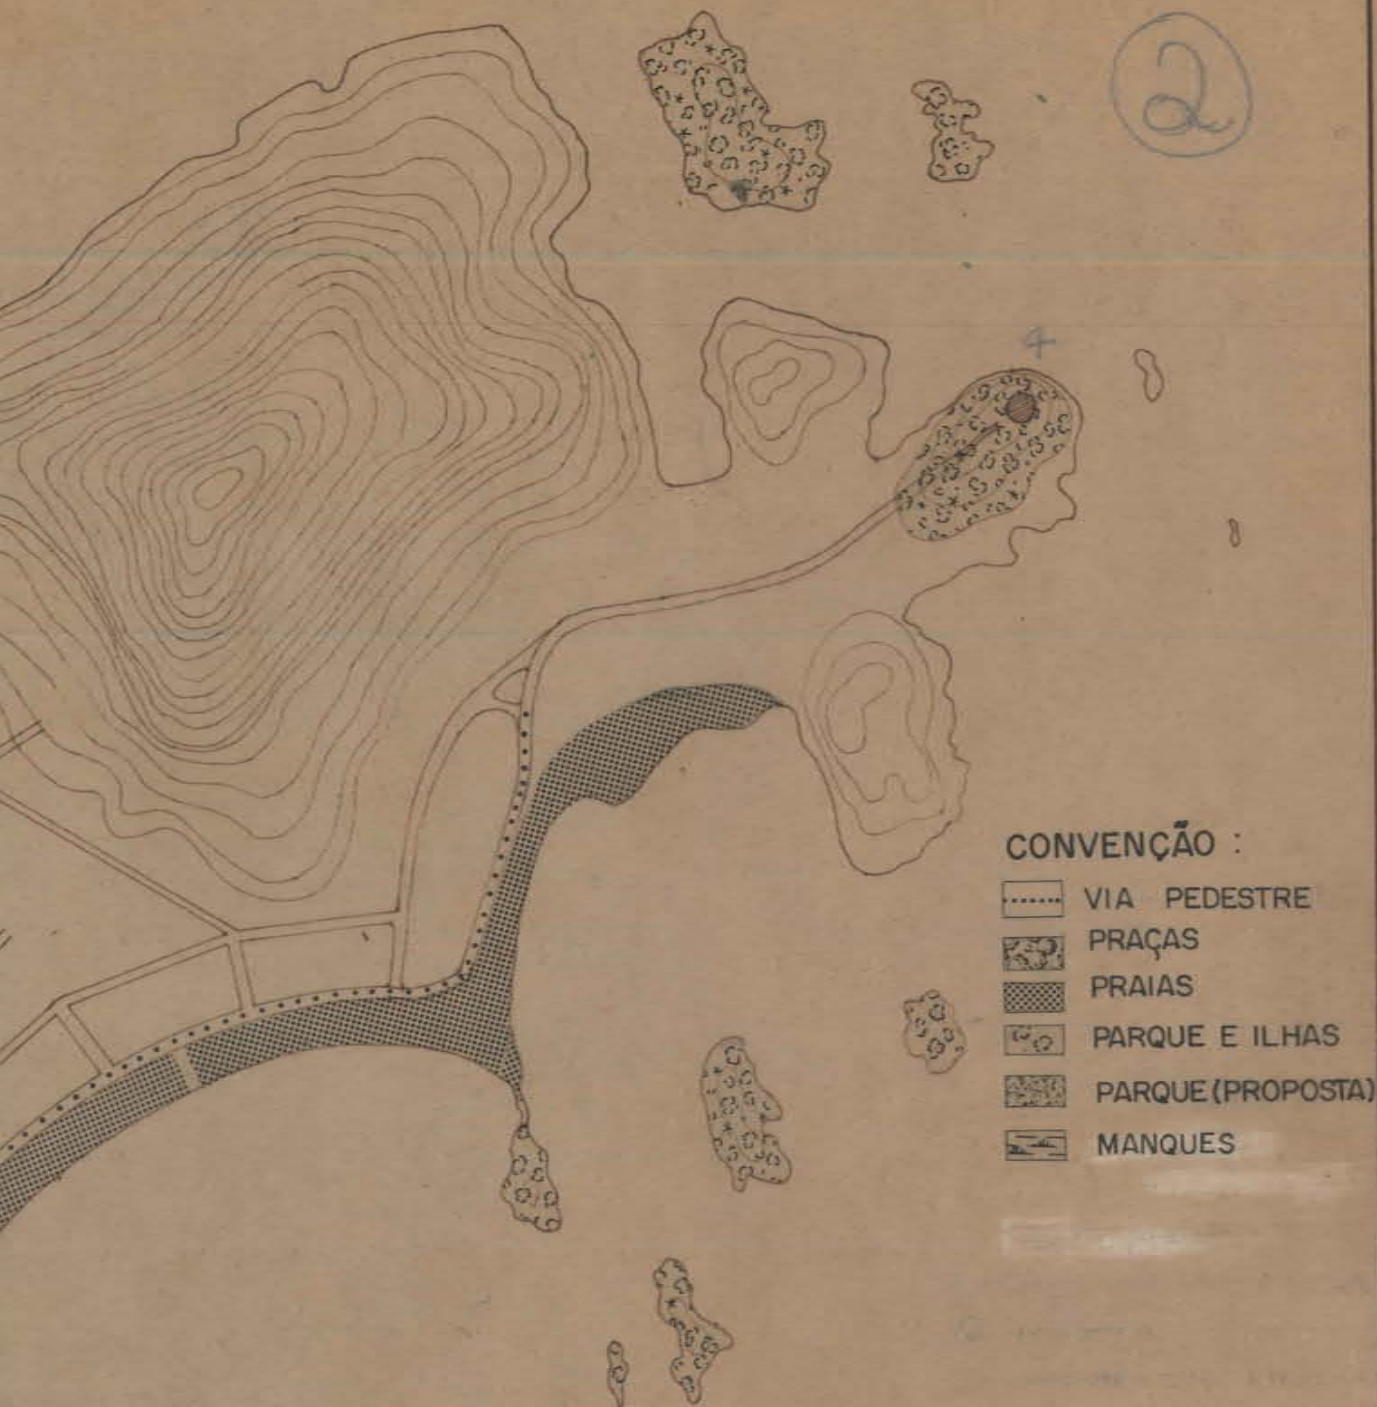 2
4
CONVENÇÃO :
VIA PEDESTRE
PRAÇAS
PRAIAS
PARQUE E ILHAS
PARQUE (PROPOSTA)
MANQUES